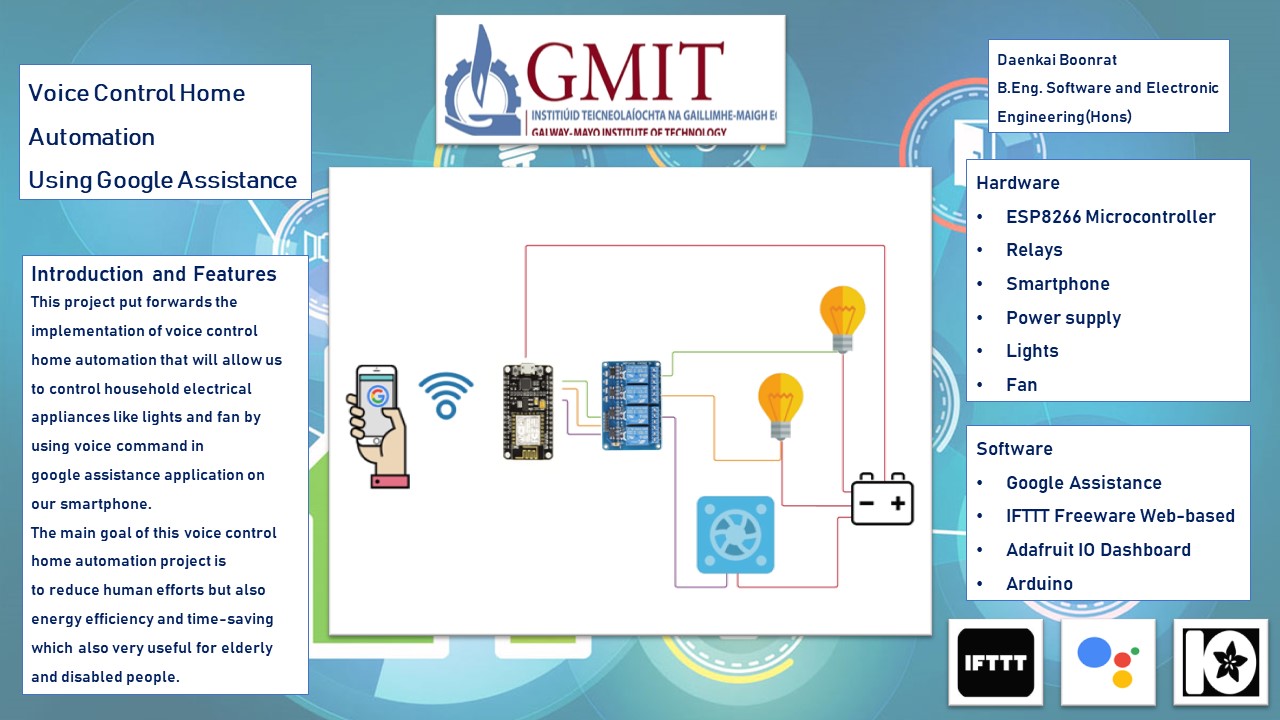 Voice Control Home
Automation
Using Google Assistance
GMIT
INSTITIÚID TEICNEOLAÍOCHTA NA GAILLIMHE-MAIGH
GALWAY-MAYO INSTITUTE OF TECHNOLOGY
Daenkai Boonrat
B.Eng. Software and Electronic
Engineering(Hons)
Introduction and Features
This project put forwards the
implementation of voice control
home automation that will allow us
to control household electrical
appliances like lights and fan by
using voice command in
google assistance application on
our smartphone.
The main goal of this voice control
home automation project is
to reduce human efforts but also
energy efficiency and time-saving
which also very useful for elderly
and disabled people.
G
Hardware
• ESP8266 Microcontroller
• Relays
• Smartphone
• Power supply
• Lights
• Fan
Software
• Google Assistance
• IFTTT Freeware Web-based
• Adafruit IO Dashboard
• Arduino
IFTTT
IO